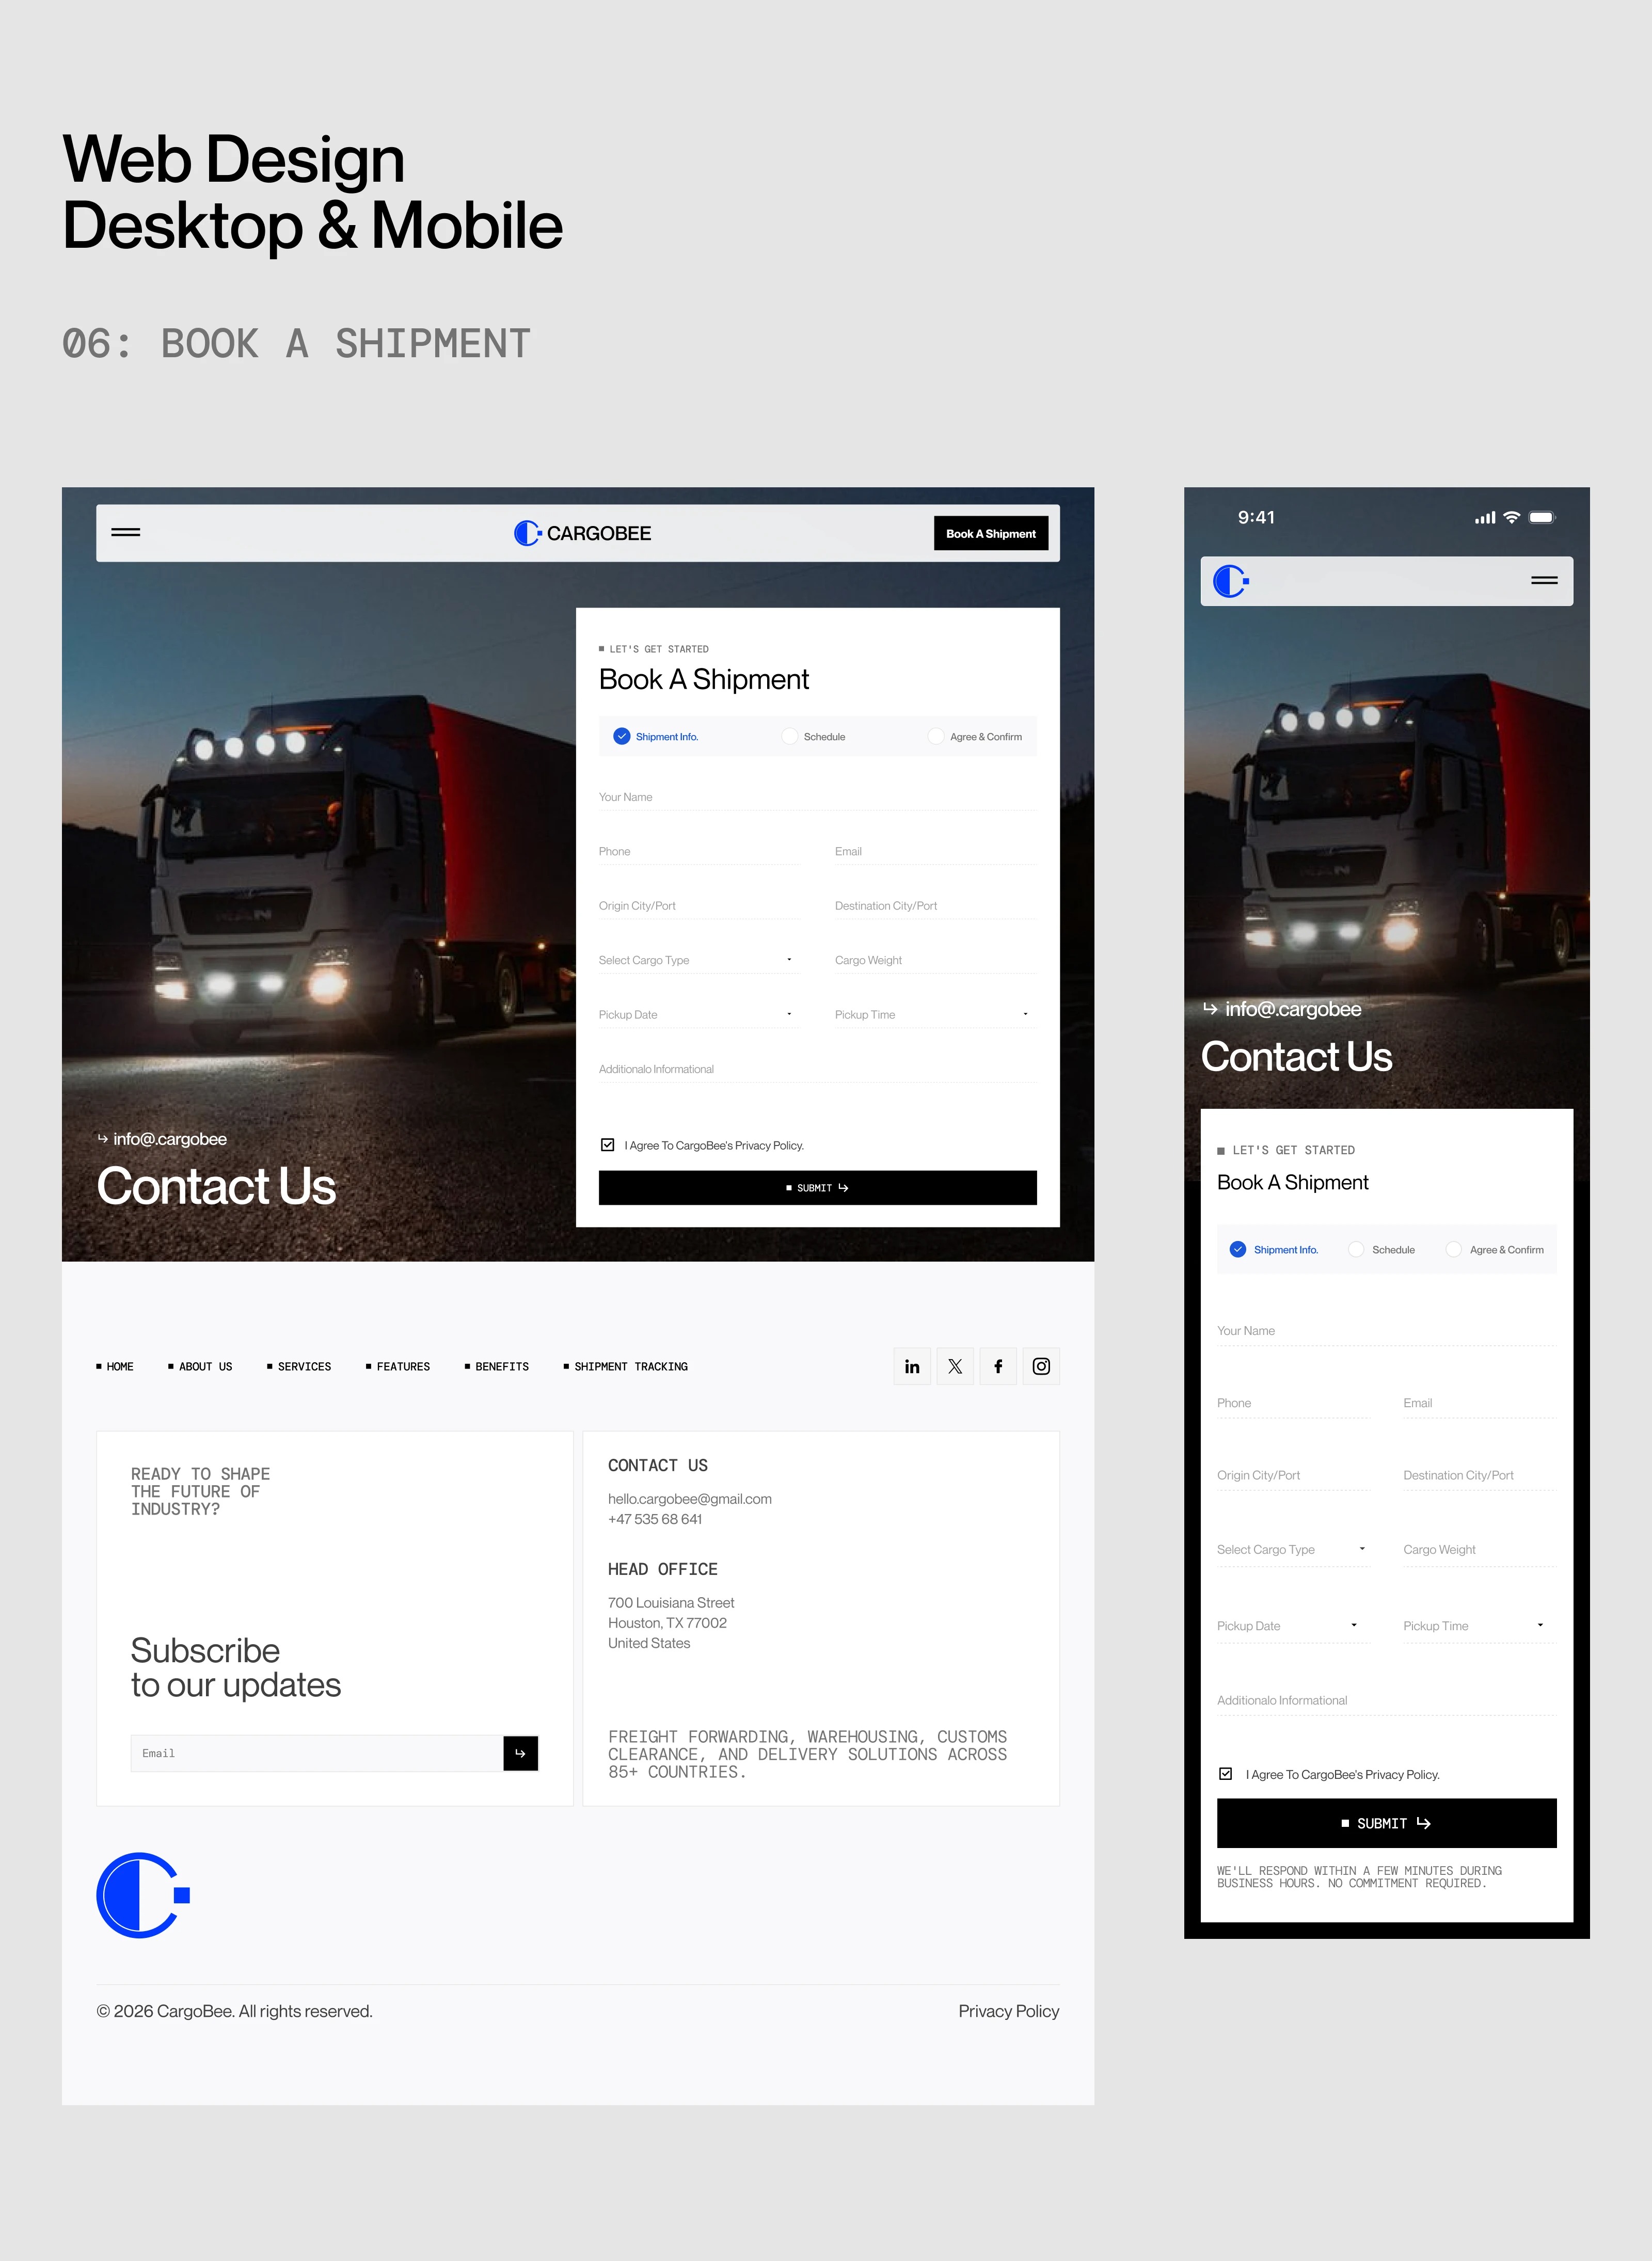 Web Design
Desktop & Mobile
06: BOOK A SHIPMENT
CARGOBEE
Book A Shipment
LET'S GET STARTED
Book A Shipment
Shipment Info.
Schedule
Agree & Confirm
Your Name
Phone
Email
Origin City/Port
Destination City/Port
Select Cargo Type
Cargo Weight
Pickup Date
Pickup Time
Additionalo Informational
I Agree To CargoBee's Privacy Policy.
SUBMIT
MAN
info@.cargobee
Contact Us
HOME
ABOUT US
SERVICES
FEATURES
BENEFITS
SHIPMENT TRACKING
in
X
f
READY TO SHAPE
THE FUTURE OF
INDUSTRY?
Subscribe
to our updates
Email
CONTACT US
hello.cargobee@gmail.com
+47 535 68 641
HEAD OFFICE
700 Louisiana Street
Houston, TX 77002
United States
FREIGHT FORWARDING, WAREHOUSING, CUSTOMS
CLEARANCE, AND DELIVERY SOLUTIONS ACROSS
85+ COUNTRIES.
© 2026 CargoBee. All rights reserved.
Privacy Policy
9:41
MAN
info@.cargobee
Contact Us
LET'S GET STARTED
Book A Shipment
Shipment Info.
Schedule
Agree & Confirm
Your Name
Phone
Email
Origin City/Port
Destination City/Port
Select Cargo Type
Cargo Weight
Pickup Date
Pickup Time
Additionalo Informational
I Agree To CargoBee's Privacy Policy.
SUBMIT
WE'LL RESPOND WITHIN A FEW MINUTES DURING
BUSINESS HOURS. NO COMMITMENT REQUIRED.